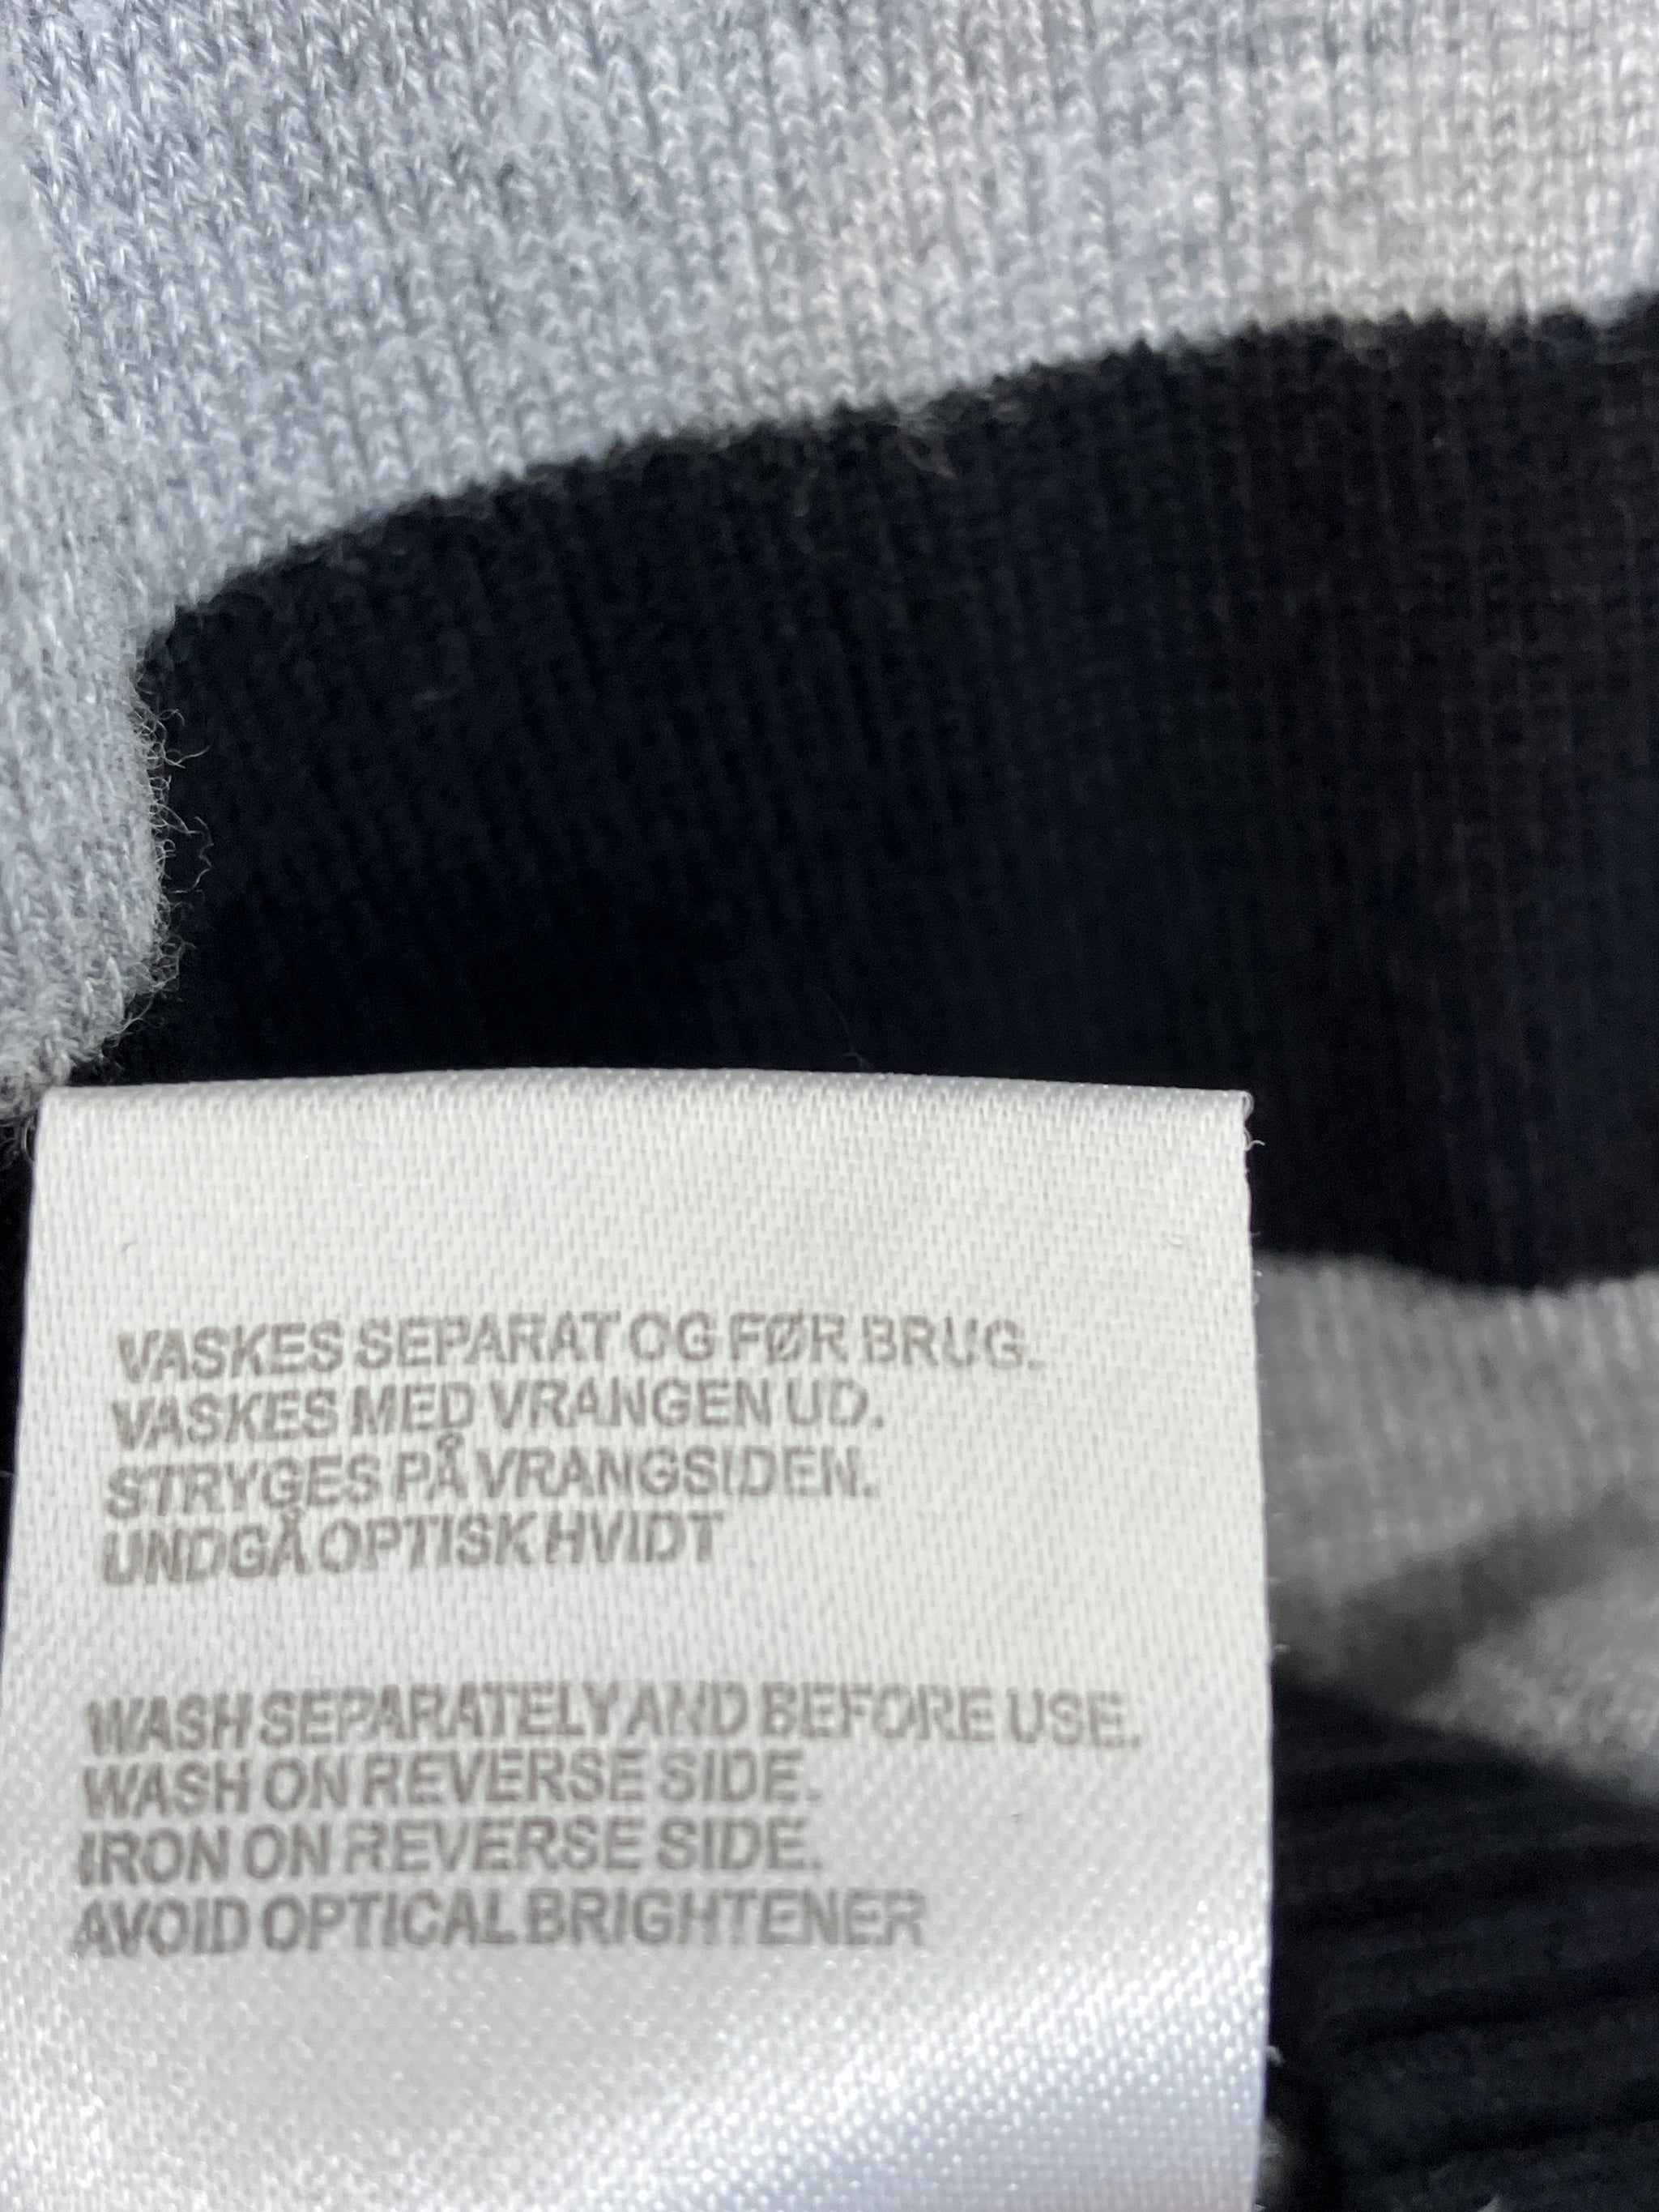 VASKES SEPARAT OG FØR BRUG.
VASKES MED VRANGEN UD.
STRYGES PÅ VRANGSIDEN.
UNDGÅ OPTISK HVIDT
WASH SEPARATELY AND BEFORE USE.
WASH ON REVERSE SIDE.
IRON ON REVERSE SIDE.
AVOID OPTICAL BRIGHTENER